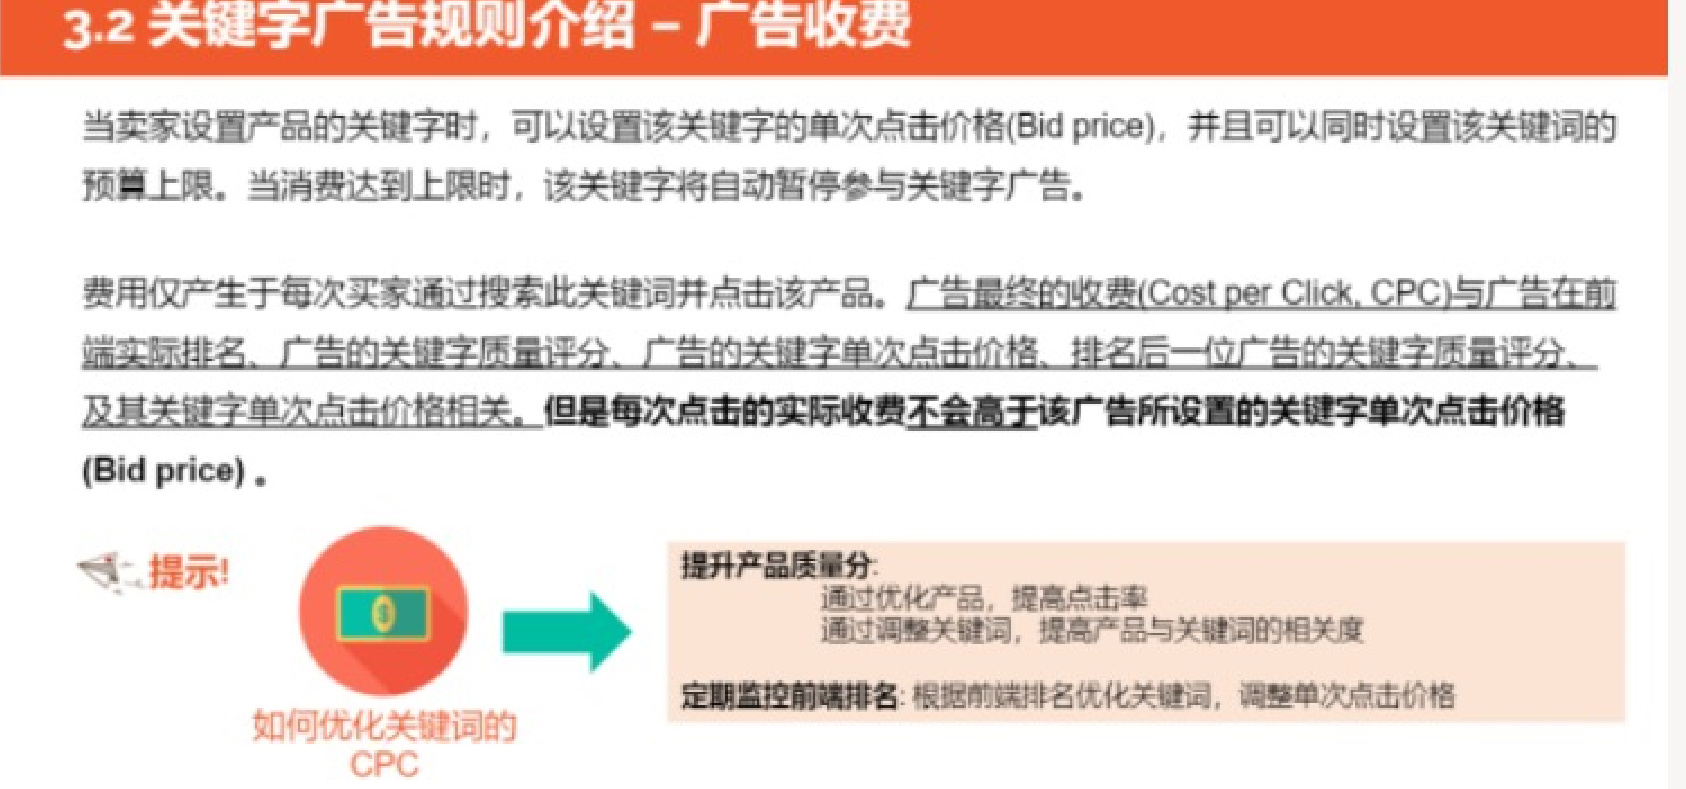 3.2 关键字广告规则介绍 – 广告收费
当卖家设置产品的关键字时，可以设置该关键字的单次点击价格(Bid price)，并且可以同时设置该关键词的
预算上限。当消费达到上限时，该关键字将自动暂停参与关键字广告。
费用仅产生于每次买家通过搜索此关键词并点击该产品。广告最终的收费(Cost per Click, CPC)与广告在前
端实际排名、广告的关键字质量评分、广告的关键字单次点击价格、排名后一位广告的关键字质量评分、
及其关键字单次点击价格相关。但是每次点击的实际收费不会高于该广告所设置的关键字单次点击价格
(Bid price) 。
提示!
如何优化关键词的
CPC
提升产品质量分:
通过优化产品，提高点击率
通过调整关键词，提高产品与关键词的相关度
定期监控前端排名: 根据前端排名优化关键词，调整单次点击价格